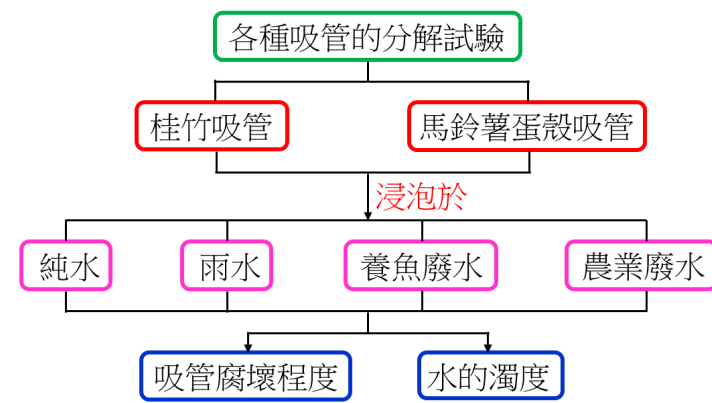 各種吸管的分解試驗
桂竹吸管
馬鈴薯蛋殼吸管
浸泡於
純水
雨水
養魚廢水
農業廢水
吸管腐壞程度
水的濁度